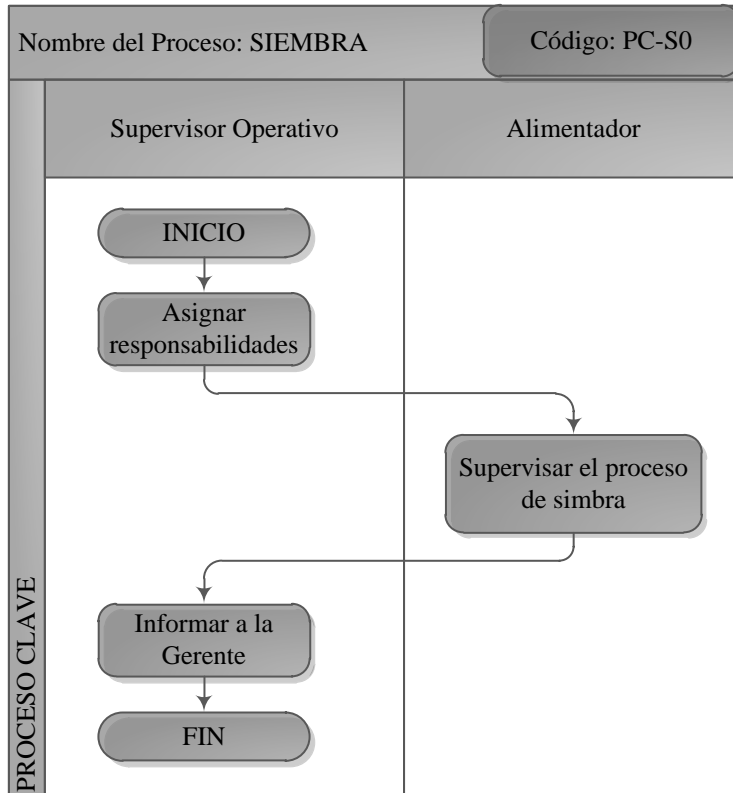 Nombre del Proceso: SIEMBRA
Código: PC-S0
Supervisor Operativo
Alimentador
PROCESO CLAVE
INICIO
Asignar
responsabilidades
Supervisar el proceso
de simbra
Informar a la
Gerente
FIN